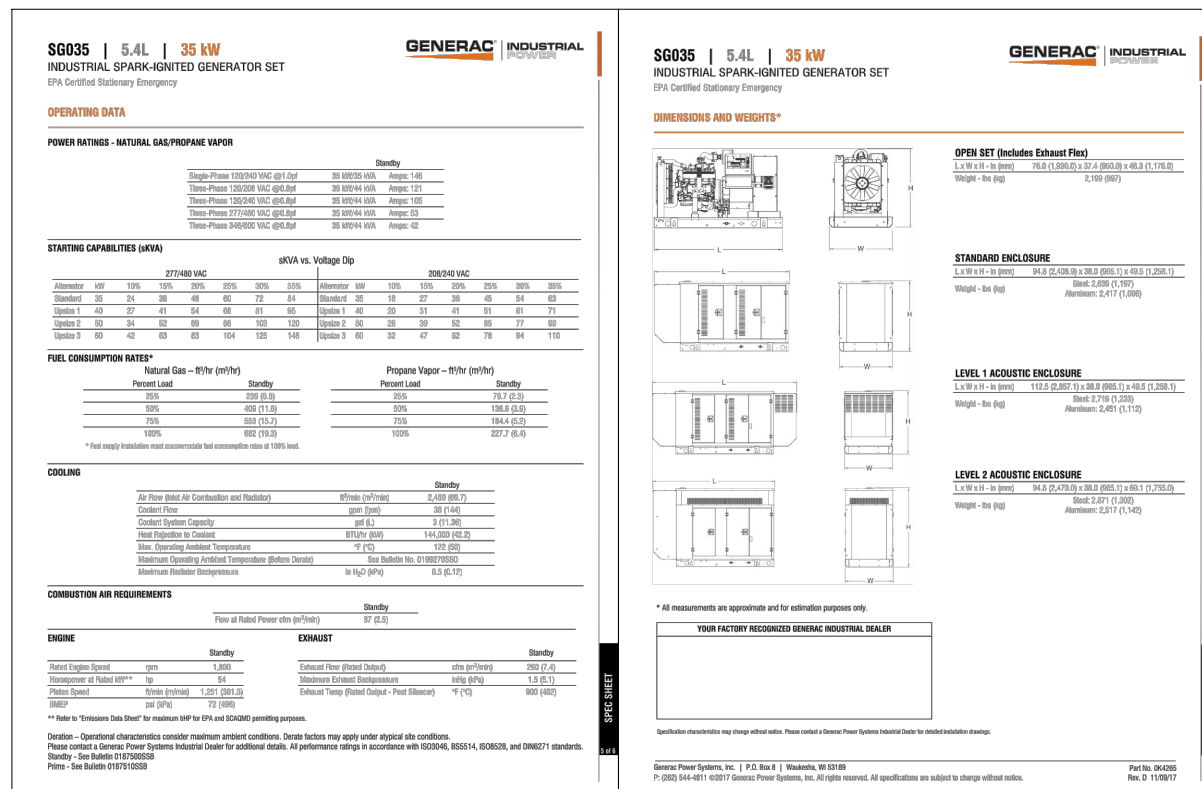 SG035 | 5.4L | 35 kW
INDUSTRIAL SPARK-IGNITED GENERATOR SET
EPA Certified Stationary Emergency
GENERAC® | INDUSTRIAL POWER
OPERATING DATA
POWER RATINGS - NATURAL GAS/PROPANE VAPOR
Standby
Single-Phase 120/240 VAC @1.0pf 35 kW/35 kVA Amps: 146
Three-Phase 120/208 VAC @0.8pf 35 kW/44 kVA Amps: 121
Three-Phase 120/240 VAC @0.8pf 35 kW/44 kVA Amps: 105
Three-Phase 277/480 VAC @0.8pf 35 kW/44 kVA Amps: 53
Three-Phase 346/600 VAC @0.8pf 35 kW/44 kVA Amps: 42
STARTING CAPABILITIES (sKVA)
sKVA vs. Voltage Dip
277/480 VAC 208/240 VAC
Alternator kW 10% 15% 20% 25% 30% 35% Alternator kW 10% 15% 20% 25% 30% 35%
Standard 35 24 36 48 60 72 84 Standard 35 18 27 36 45 54 63
Upsize 1 40 27 41 54 68 81 95 Upsize 1 40 20 31 41 51 61 71
Upsize 2 50 34 52 69 86 103 120 Upsize 2 50 26 39 52 65 77 90
Upsize 3 60 42 63 83 104 125 146 Upsize 3 60 32 47 62 78 94 110
FUEL CONSUMPTION RATES*
Natural Gas – ft³/hr (m³/hr) Propane Vapor – ft³/hr (m³/hr)
Percent Load Standby Percent Load Standby
25% 239 (6.8) 25% 79.7 (2.3)
50% 409 (11.6) 50% 136.6 (3.9)
75% 553 (15.7) 75% 184.4 (5.2)
100% 682 (19.3) 100% 227.7 (6.4)
* Fuel supply installation must accommodate fuel consumption rates at 100% load.
COOLING
Standby
Air Flow (Inlet Air Combustion and Radiator) ft³/min (m³/min) 2,460 (69.7)
Coolant Flow gpm (lpm) 38 (144)
Coolant System Capacity gal (L) 3 (11.36)
Heat Rejection to Coolant BTU/hr (kW) 144,000 (42.2)
Max. Operating Ambient Temperature °F (°C) 122 (50)
Maximum Operating Ambient Temperature (Before Derate) See Bulletin No. 0199270SSD
Maximum Radiator Backpressure in H₂O (kPa) 0.5 (0.12)
COMBUSTION AIR REQUIREMENTS
Standby
Flow at Rated Power cfm (m³/min) 87 (2.5)
ENGINE EXHAUST
Standby Standby
Rated Engine Speed rpm 1,800 Exhaust Flow (Rated Output) cfm (m³/min) 260 (7.4)
Horsepower at Rated kW** hp 54 Maximum Exhaust Backpressure inHg (kPa) 1.5 (5.1)
Piston Speed ft/min (m/min) 1,251 (381.3) Exhaust Temp (Rated Output - Post Silencer) °F (°C) 900 (482)
BMEP psi (kPa) 72 (496)
** Refer to "Emissions Data Sheet" for maximum bHP for EPA and SCAQMD permitting purposes.
Deration – Operational characteristics consider maximum ambient conditions. Derate factors may apply under atypical site conditions.
Please contact a Generac Power Systems Industrial Dealer for additional details. All performance ratings in accordance with ISO3046, BS5514, ISO8528, and DIN6271 standards.
Standby - See Bulletin 0187500SSB
Prime - See Bulletin 0187510SSB
SPEC SHEET
5 of 6
SG035 | 5.4L | 35 kW
INDUSTRIAL SPARK-IGNITED GENERATOR SET
EPA Certified Stationary Emergency
GENERAC® | INDUSTRIAL POWER
DIMENSIONS AND WEIGHTS*
H
L
W
OPEN SET (Includes Exhaust Flex)
L x W x H - in (mm) 76.0 (1,930.0) x 37.4 (950.0) x 46.3 (1,176.0)
Weight - lbs (kg) 2,199 (997)
L
H
W
STANDARD ENCLOSURE
L x W x H - in (mm) 94.8 (2,408.9) x 38.0 (965.1) x 49.5 (1,258.1)
Weight - lbs (kg) Steel: 2,639 (1,197)
Aluminum: 2,417 (1,096)
L
H
W
LEVEL 1 ACOUSTIC ENCLOSURE
L x W x H - in (mm) 112.5 (2,857.1) x 38.0 (965.1) x 49.5 (1,258.1)
Weight - lbs (kg) Steel: 2,719 (1,233)
Aluminum: 2,451 (1,112)
L
H
W
LEVEL 2 ACOUSTIC ENCLOSURE
L x W x H - in (mm) 94.8 (2,470.0) x 38.0 (965.1) x 69.1 (1,755.0)
Weight - lbs (kg) Steel: 2,871 (1,302)
Aluminum: 2,517 (1,142)
* All measurements are approximate and for estimation purposes only.
YOUR FACTORY RECOGNIZED GENERAC INDUSTRIAL DEALER
Specification characteristics may change without notice. Please contact a Generac Power Systems Industrial Dealer for detailed installation drawings.
Generac Power Systems, Inc. | P.O. Box 8 | Waukesha, WI 53189
P: (262) 544-4811 ©2017 Generac Power Systems, Inc. All rights reserved. All specifications are subject to change without notice.
Part No. 0K4265
Rev. D 11/09/17